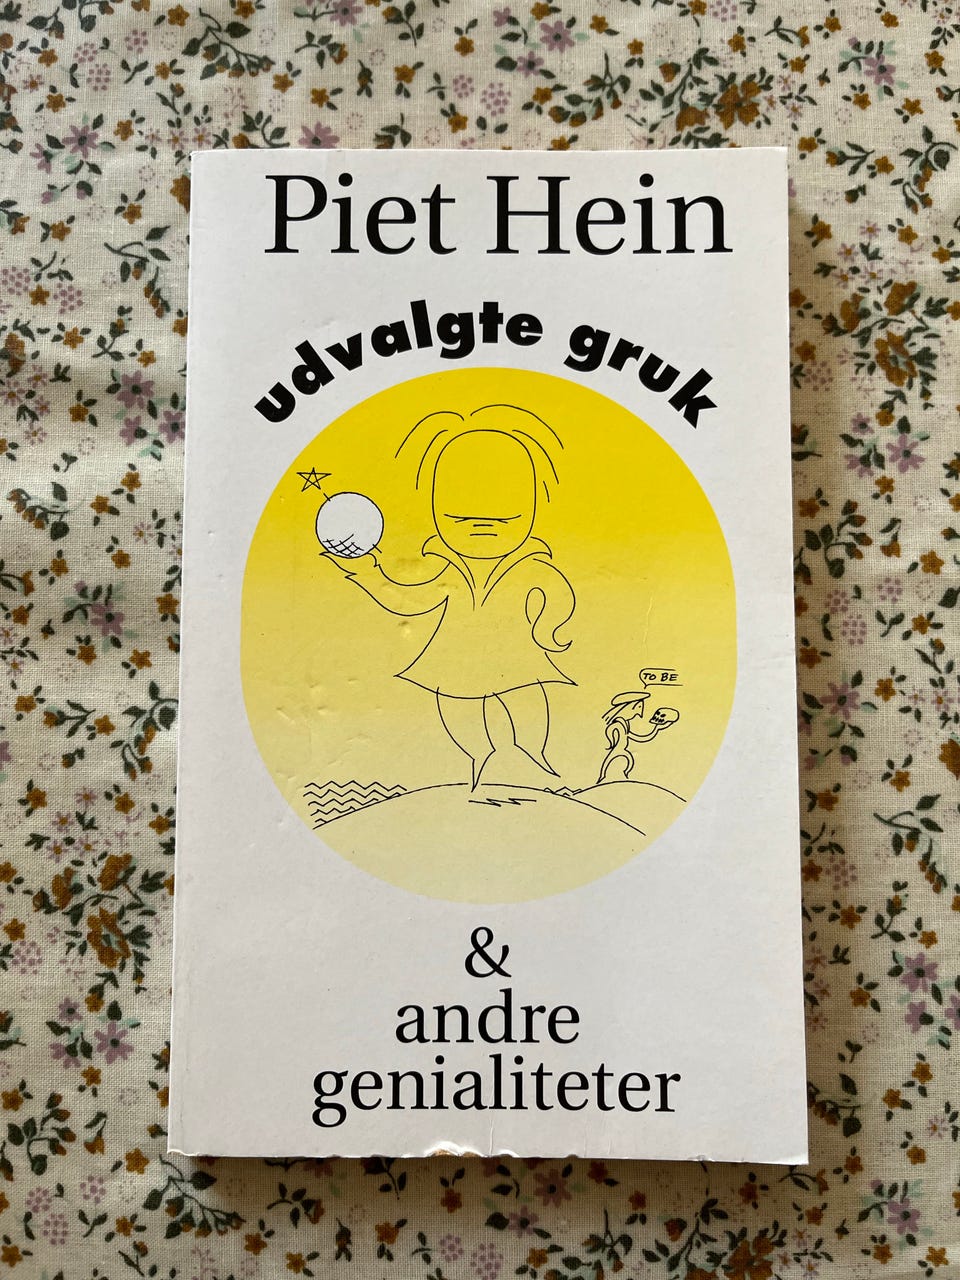 Piet Hein
udvalgte gruk
TO BE
&
andre
genialiteter